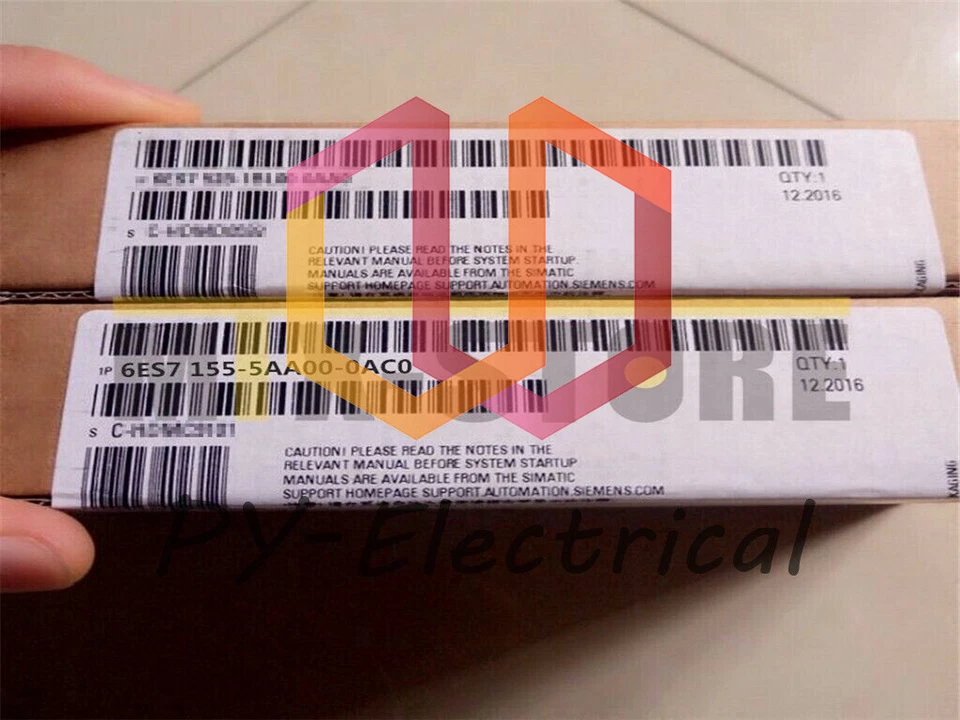 QTY:1
12.2016
S
CAUTION! PLEASE READ THE NOTES IN THE
RELEVANT MANUAL BEFORE SYSTEM STARTUP.
MANUALS ARE AVAILABLE FROM THE SIMATIC
SUPPORT HOMEPAGE SUPPORT.AUTOMATION.SIEMENS.COM
STORE
1P 6ES7 155-5AA00-0AC0
QTY:1
12.2016
S
CAUTION! PLEASE READ THE NOTES IN THE
RELEVANT MANUAL BEFORE SYSTEM STARTUP
MANUALS ARE AVAILABLE FROM THE SIMATIC
SUPPORT HOMEPAGE SUPPORT.AUTOMATION.SIEMENS.COM
PY-Electrical